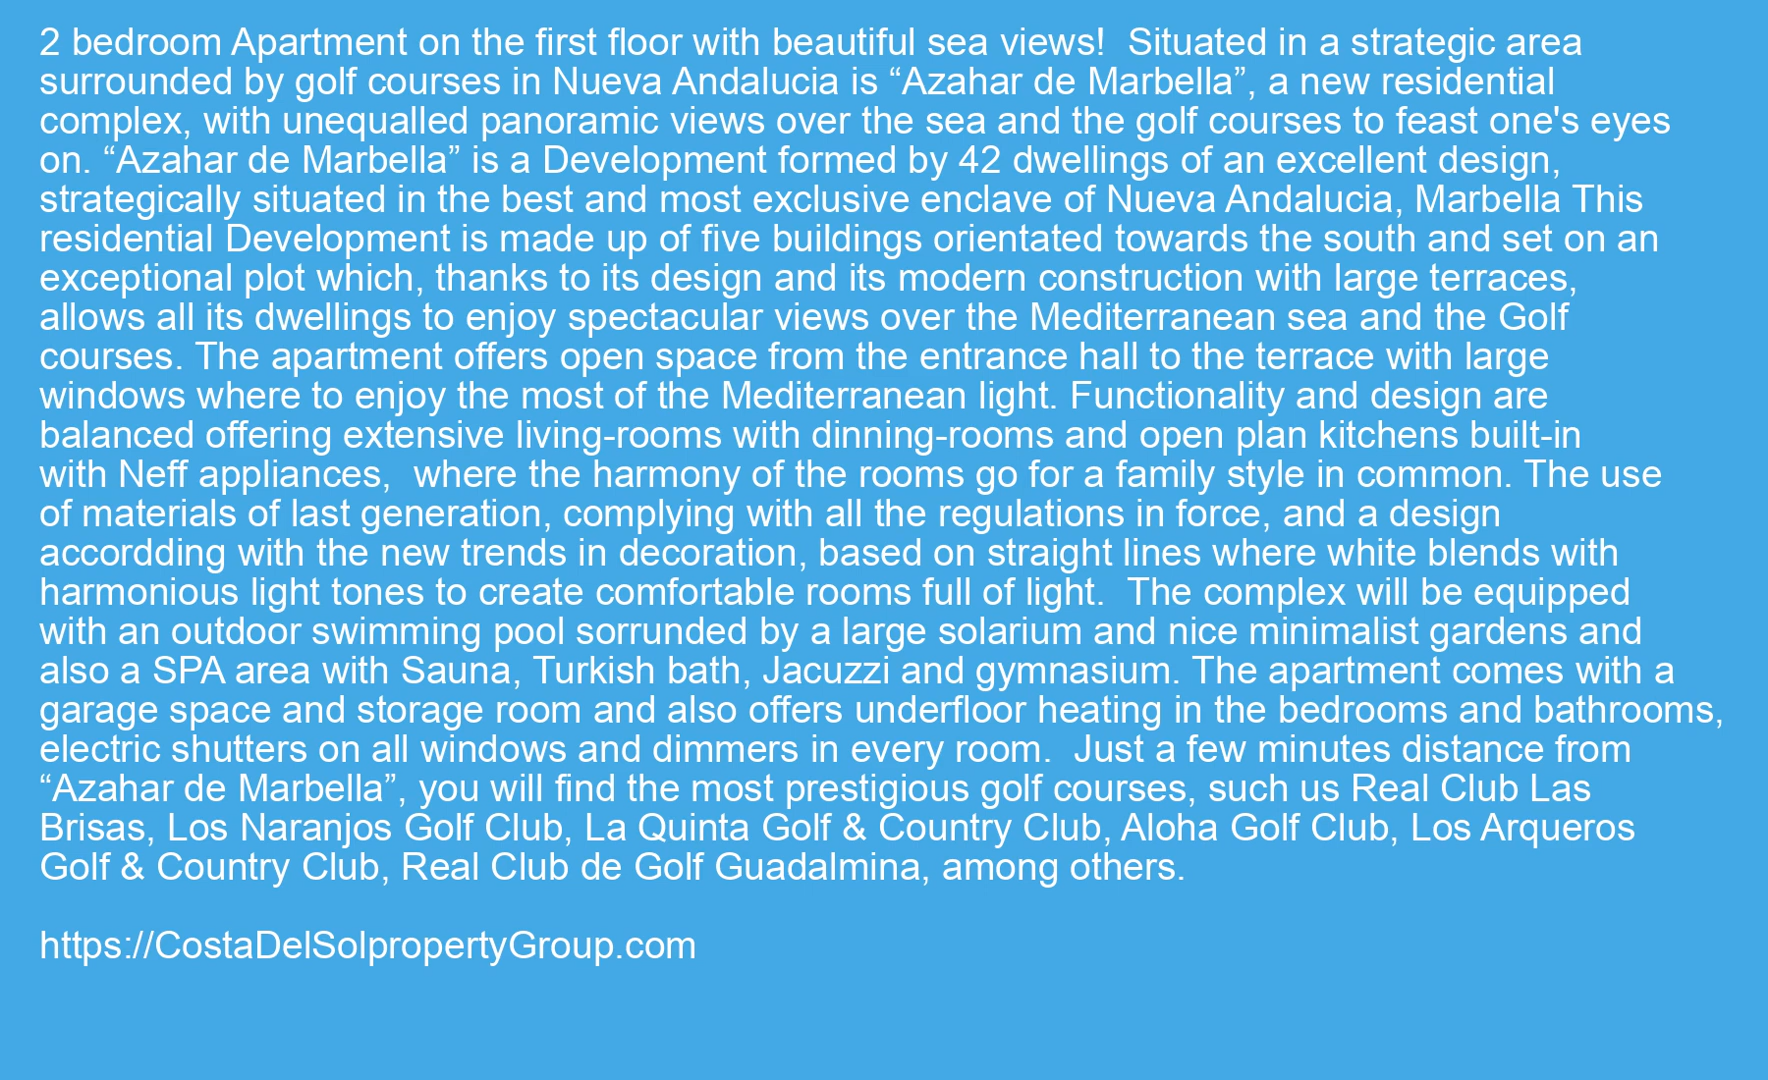 2 bedroom Apartment on the first floor with beautiful sea views!  Situated in a strategic area
surrounded by golf courses in Nueva Andalucia is “Azahar de Marbella”, a new residential
complex, with unequalled panoramic views over the sea and the golf courses to feast one's eyes
on. “Azahar de Marbella” is a Development formed by 42 dwellings of an excellent design,
strategically situated in the best and most exclusive enclave of Nueva Andalucia, Marbella This
residential Development is made up of five buildings orientated towards the south and set on an
exceptional plot which, thanks to its design and its modern construction with large terraces,
allows all its dwellings to enjoy spectacular views over the Mediterranean sea and the Golf
courses. The apartment offers open space from the entrance hall to the terrace with large
windows where to enjoy the most of the Mediterranean light. Functionality and design are
balanced offering extensive living-rooms with dinning-rooms and open plan kitchens built-in
with Neff appliances,  where the harmony of the rooms go for a family style in common. The use
of materials of last generation, complying with all the regulations in force, and a design
accordding with the new trends in decoration, based on straight lines where white blends with
harmonious light tones to create comfortable rooms full of light.  The complex will be equipped
with an outdoor swimming pool sorrunded by a large solarium and nice minimalist gardens and
also a SPA area with Sauna, Turkish bath, Jacuzzi and gymnasium. The apartment comes with a
garage space and storage room and also offers underfloor heating in the bedrooms and bathrooms,
electric shutters on all windows and dimmers in every room.  Just a few minutes distance from
“Azahar de Marbella”, you will find the most prestigious golf courses, such us Real Club Las
Brisas, Los Naranjos Golf Club, La Quinta Golf & Country Club, Aloha Golf Club, Los Arqueros
Golf & Country Club, Real Club de Golf Guadalmina, among others.
https://CostaDelSolpropertyGroup.com